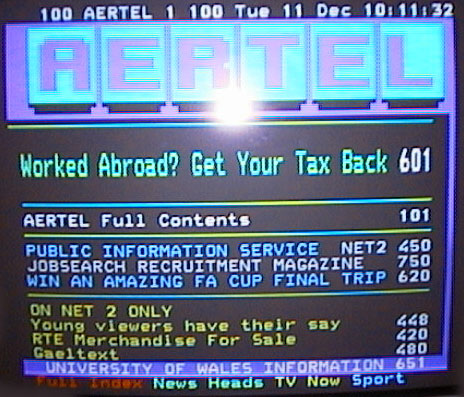 100 AERTEL 1 100 Tue 11 Dec 10:11:32
AERTEL
Worked Abroad? Get Your Tax Back 601
AERTEL Full Contents 101
PUBLIC INFORMATION SERVICE NET2 450
JOBSEARCH RECRUITMENT MAGAZINE 750
WIN AN AMAZING FA CUP FINAL TRIP 620
ON NET 2 ONLY
Young viewers have their say 448
RTE Merchandise For Sale 420
Gaeltext 480
UNIVERSITY OF WALES INFORMATION 651
Full Index News Heads TV Now Sport